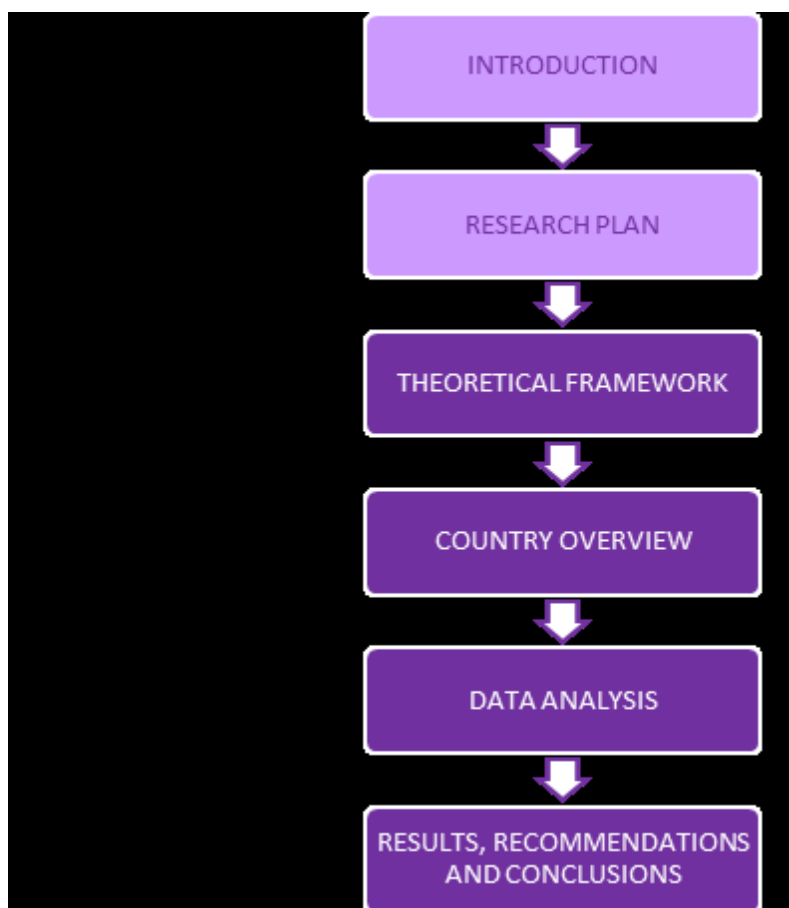 INTRODUCTION
RESEARCH PLAN
THEORETICAL FRAMEWORK
COUNTRY OVERVIEW
DATA ANALYSIS
RESULTS, RECOMMENDATIONS
AND CONCLUSIONS